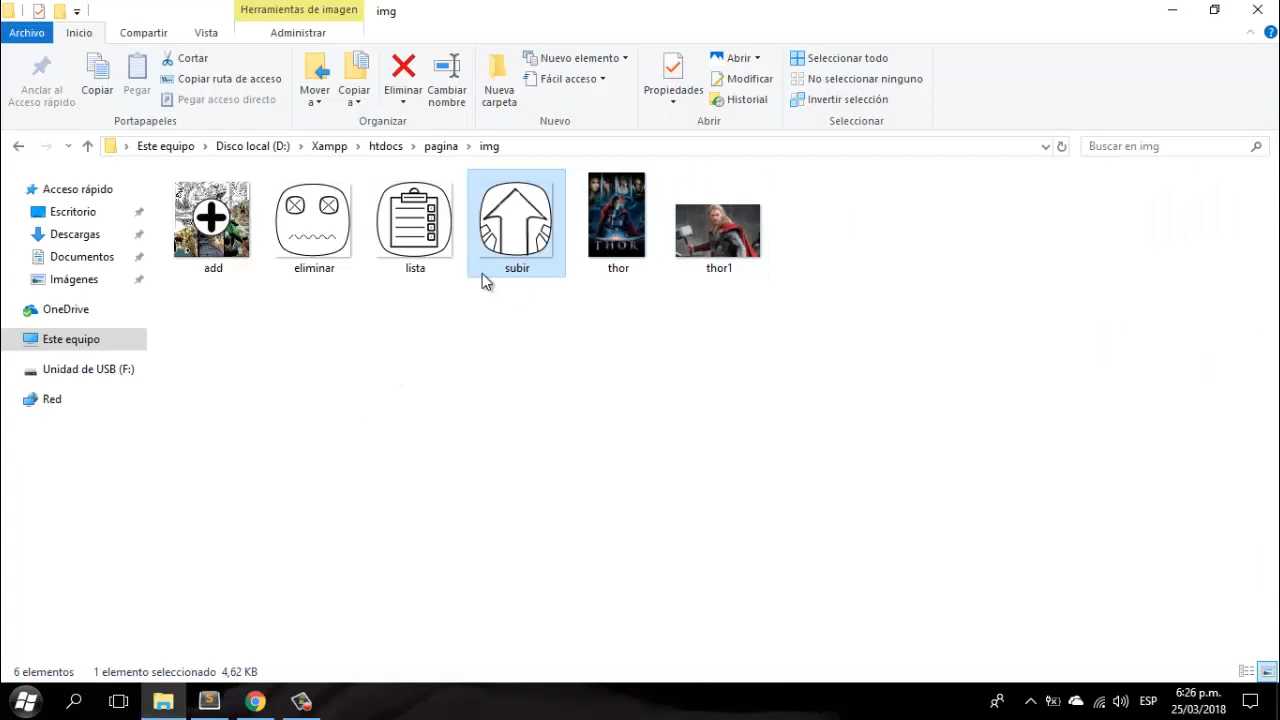 Herramientas de imagen
img
Archivo
Inicio
Compartir
Vista
Administrar
Anclar al
Acceso rápido
Copiar
Pegar
Cortar
Copiar ruta de acceso
Pegar acceso directo
Portapapeles
Mover
a
Copiar
a
Eliminar
Cambiar
nombre
Organizar
Nueva
carpeta
Nuevo elemento
Fácil acceso
Nuevo
Propiedades
Abrir
Modificar
Historial
Abrir
Seleccionar todo
No seleccionar ninguno
Invertir selección
Seleccionar
Este equipo
Disco local (D:)
Xampp
htdocs
pagina
img
Buscar en img
Acceso rápido
Escritorio
Descargas
Documentos
Imágenes
OneDrive
Este equipo
Unidad de USB (F:)
Red
THOR
add
eliminar
lista
subir
thor
thor1
6 elementos
1 elemento seleccionado 4,62 KB
ESP
6:26 p.m.
25/03/2018